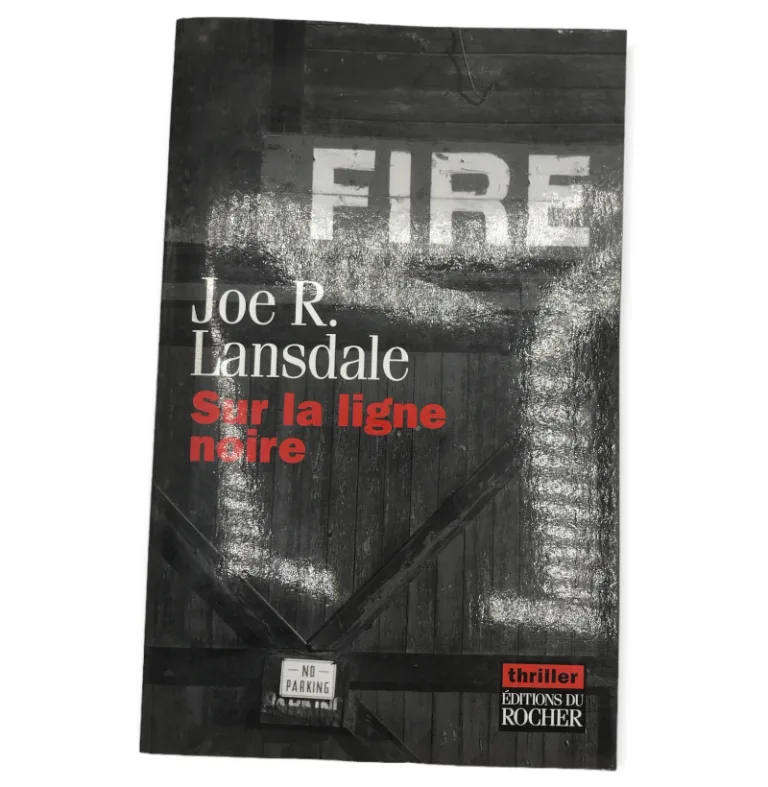 FIRE
Joe R.
Lansdale
Sur la ligne
noire
NO
PARKING
thriller
ÉDITIONS DU
ROCHER